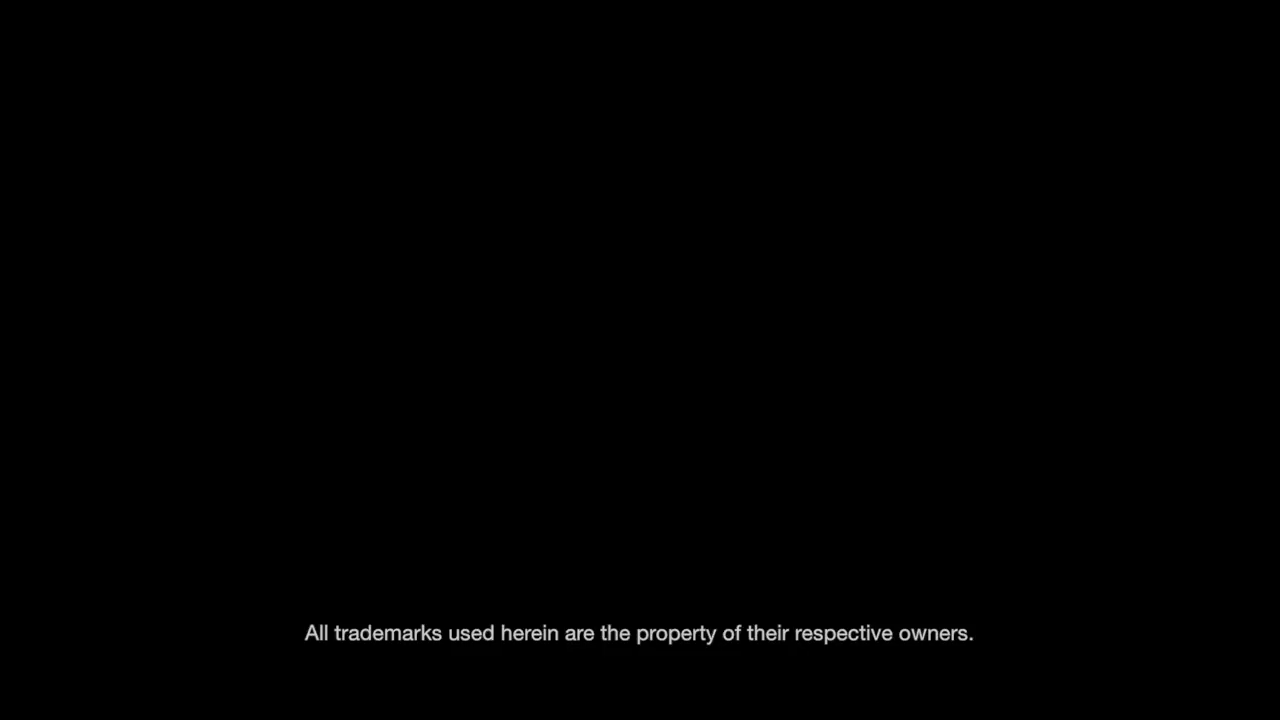 All trademarks used herein are the property of their respective owners.